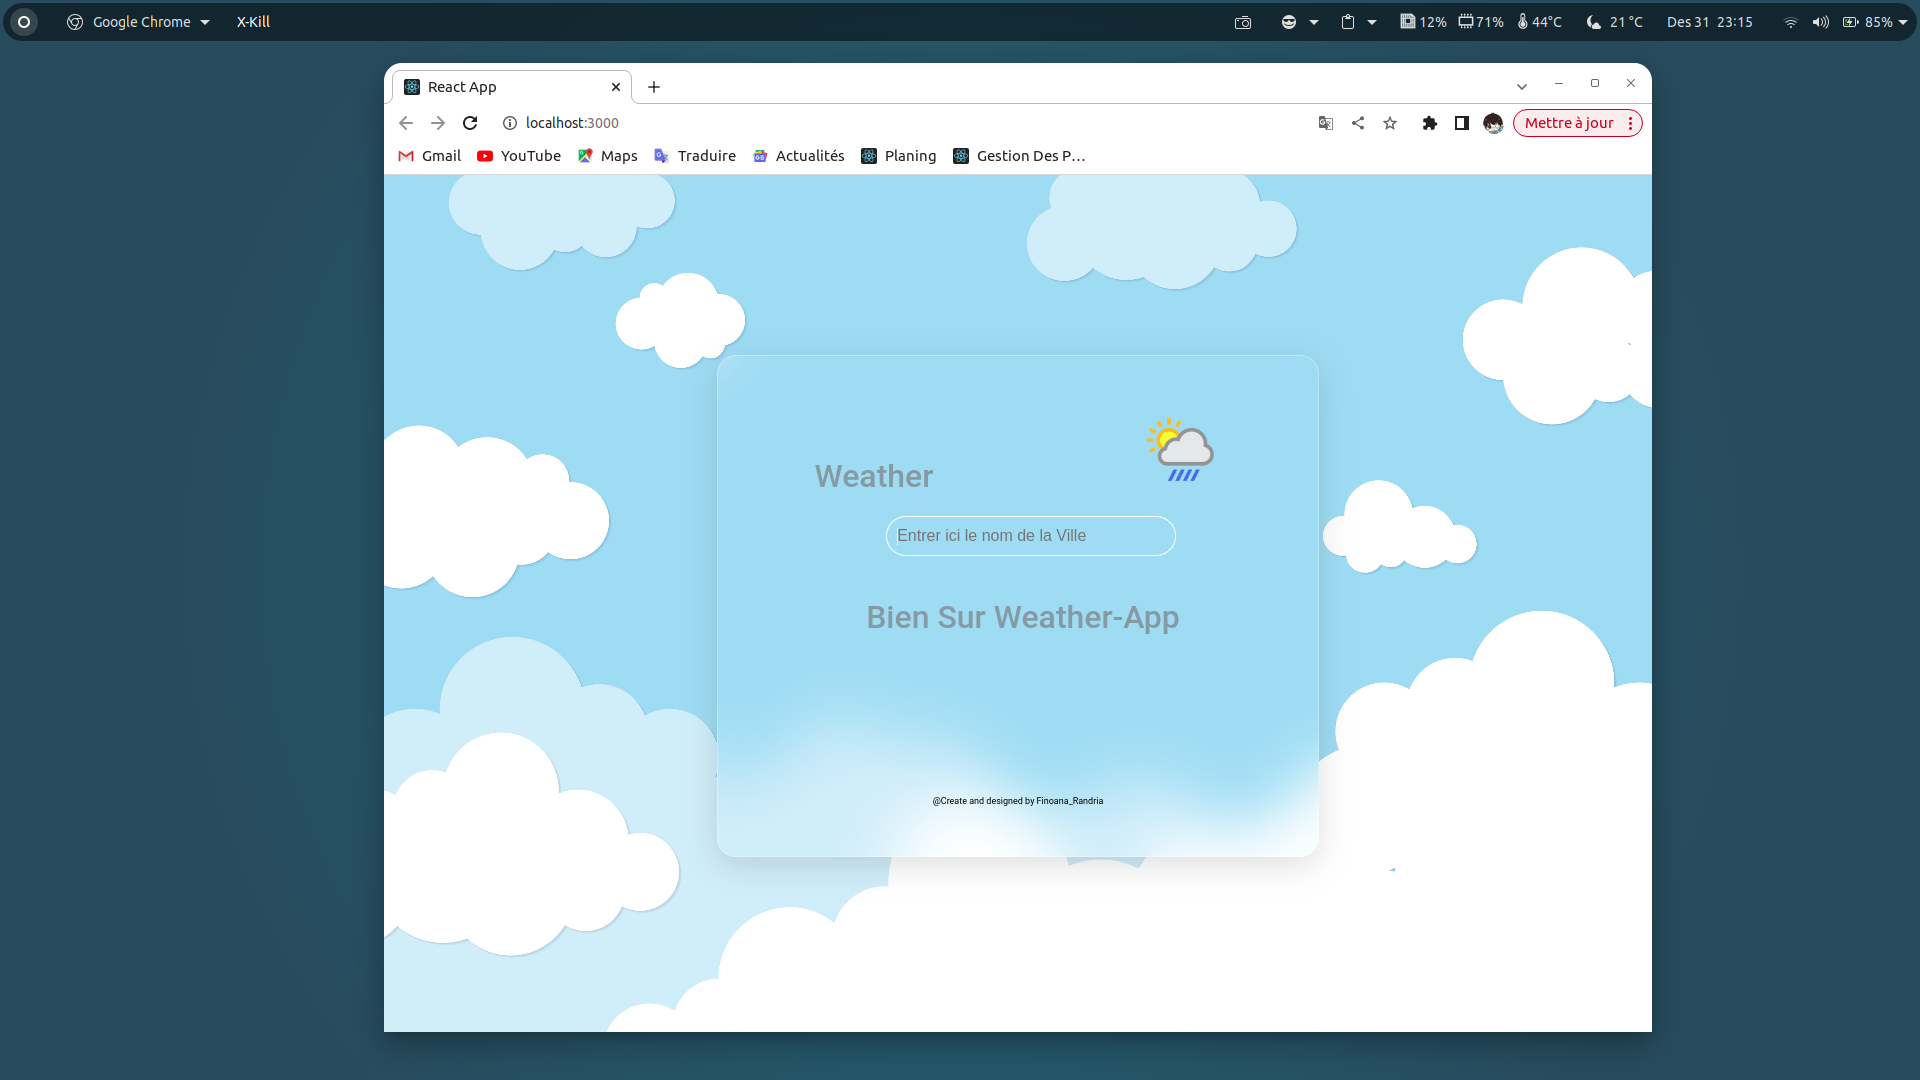 Google Chrome X-Kill 12% 71% 44°C 21 °C Des 31 23:15 85%
React App
localhost:3000 Mettre à jour
Gmail YouTube Maps Traduire Actualités Planing Gestion Des P…
Weather
Entrer ici le nom de la Ville
Bien Sur Weather-App
@Create and designed by Finoana_Randria